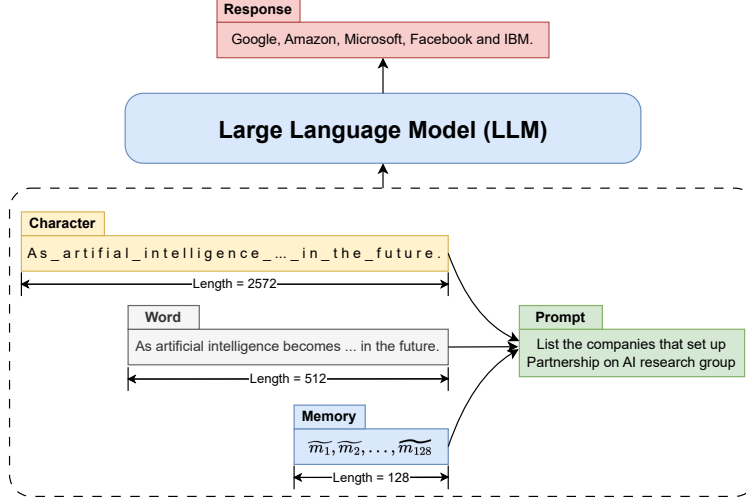 Response
Google, Amazon, Microsoft, Facebook and IBM.
Large Language Model (LLM)
Character
As_artifial_intelligence_..._in_the_future.
Length = 2572
Word
As artificial intelligence becomes ... in the future.
Length = 512
Prompt
List the companies that set up
Partnership on AI research group
Memory
m̃₁, m̃₂, . . . , m̃₁₂₈
Length = 128